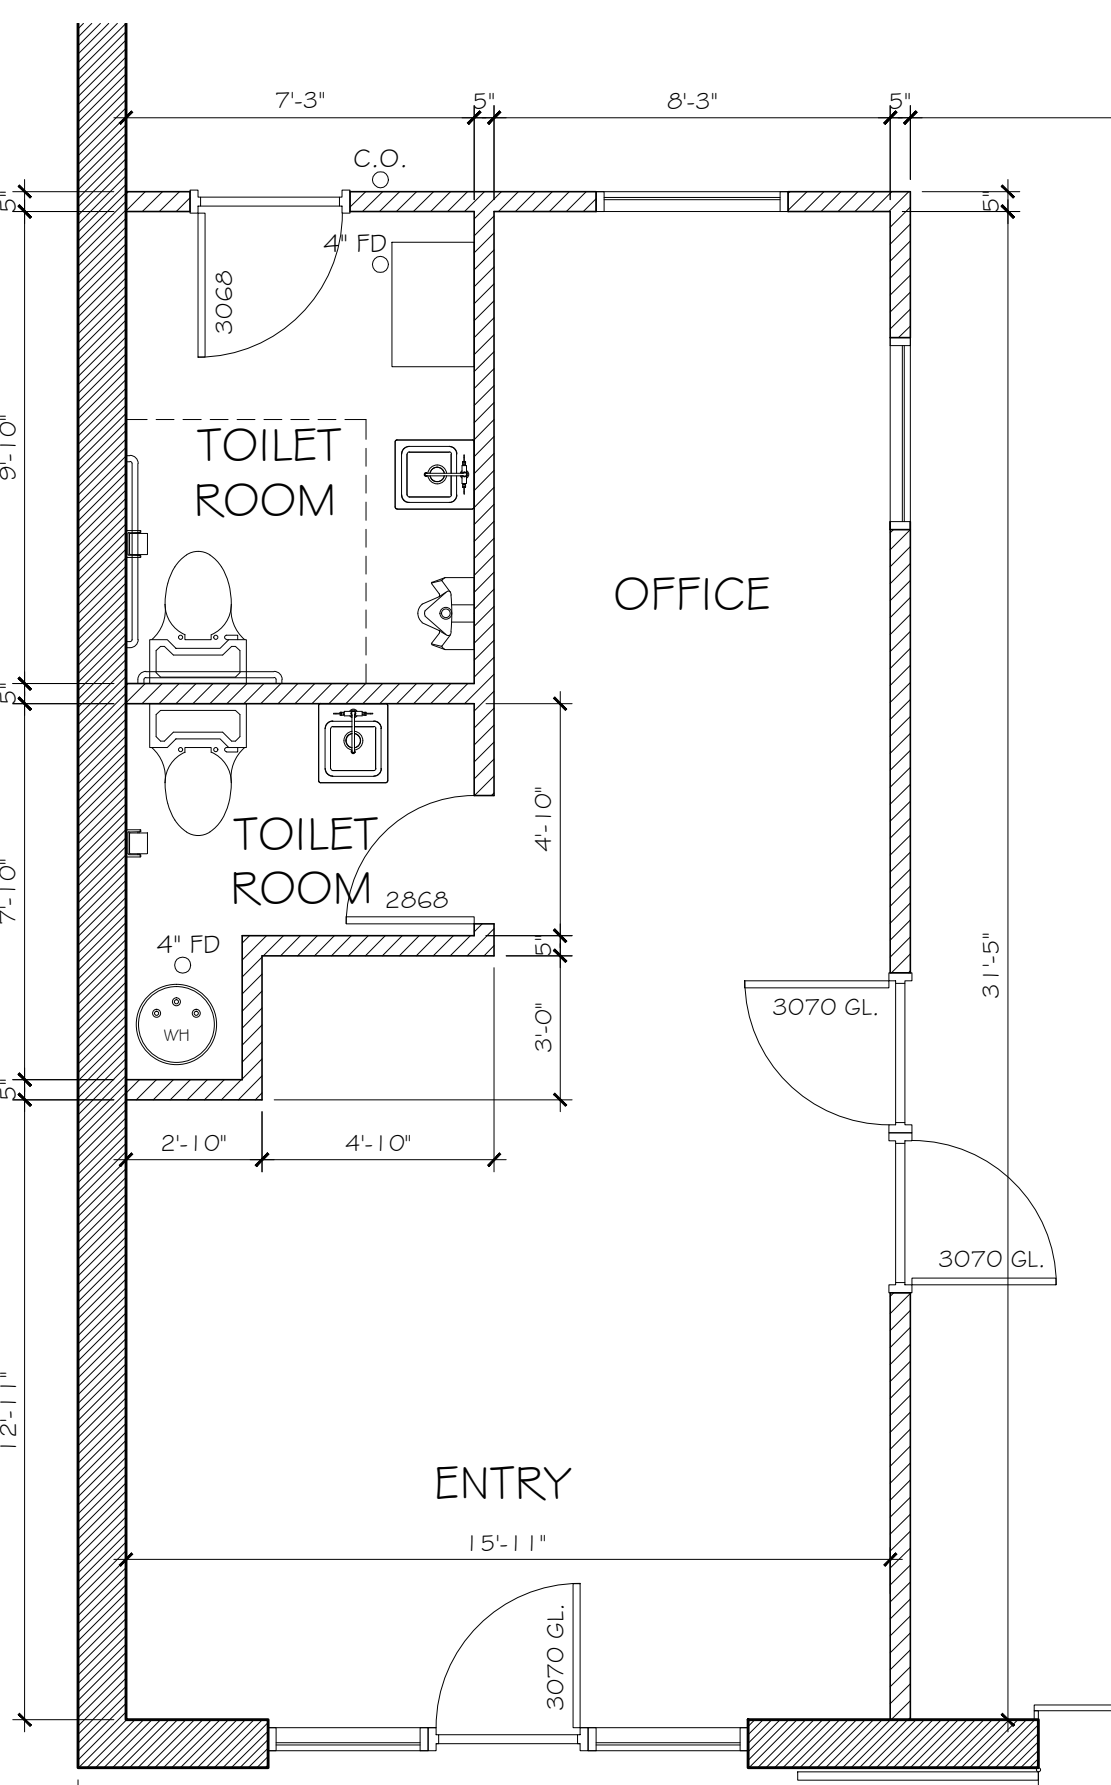 7'-3"
5"
8'-3"
5"
C.O.
5"
5"
4" FD
3068
9'-10"
TOILET
ROOM
OFFICE
5"
4'-10"
TOILET
ROOM
2868
7'-10"
4" FD
5"
31'-5"
3070 GL.
WH
3'-0"
5"
2'-10"
4'-10"
3070 GL.
12'-11"
ENTRY
15'-11"
3070 GL.